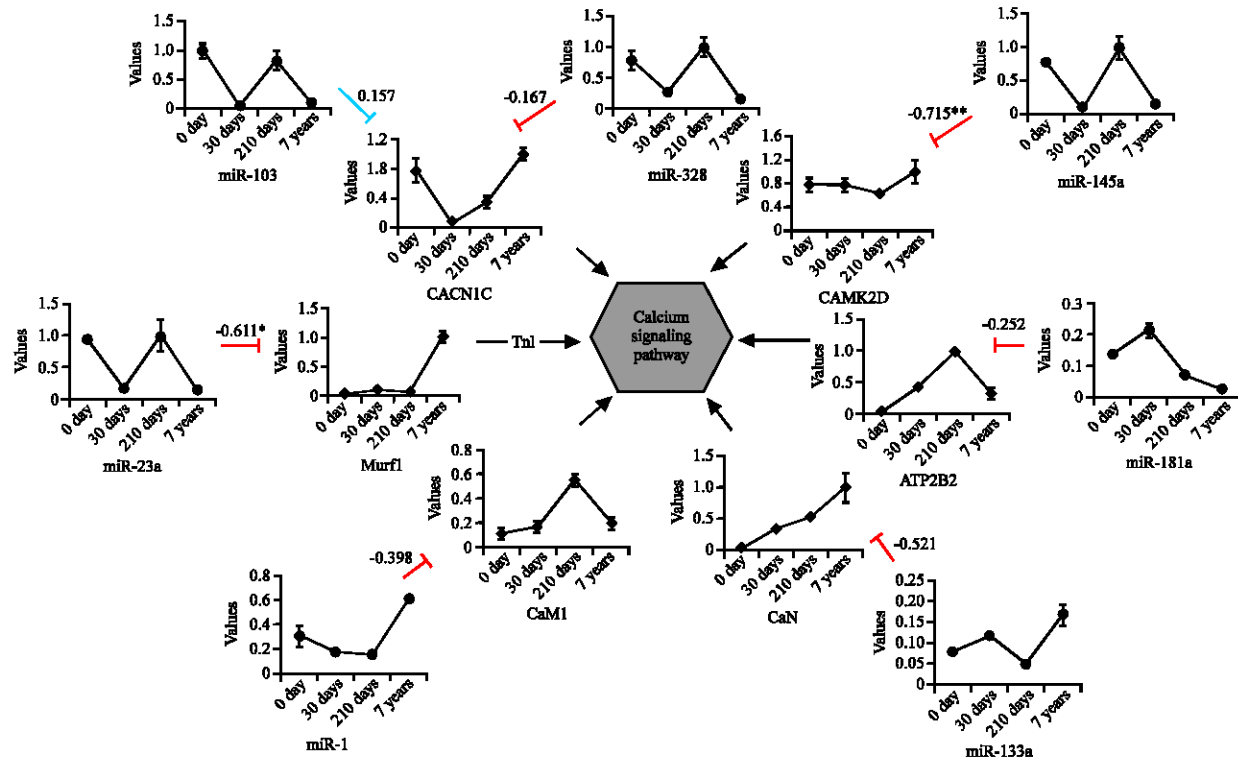 Values
1.5
1.0
0.5
0
0 day
30 days
210 days
7 years
miR-103
0.157
Values
1.5
1.0
0.5
0
0 day
30 days
210 days
7 years
miR-328
-0.167
Values
1.5
1.0
0.5
0
0 day
30 days
210 days
7 years
miR-145a
-0.715**
Values
1.2
1.8
0.4
0
0 day
30 days
210 days
7 years
CACN1C
Values
1.6
1.2
0.8
0.4
0
0 day
30 days
210 days
7 years
CAMK2D
Values
1.5
1.0
0.5
0
0 day
30 days
210 days
7 years
miR-23a
-0.611*
Values
1.5
1.0
0.5
0
0 day
30 days
210 days
7 years
Murf1
Tnl
Calcium
signaling
pathway
Values
1.5
1.0
0.5
0
0 day
30 days
210 days
7 years
ATP2B2
-0.252
Values
0.3
0.2
0.1
0
0 day
30 days
210 days
7 years
miR-181a
Values
0.8
0.6
0.4
0.2
0
0 day
30 days
210 days
7 years
CaM1
-0.398
Values
1.5
1.0
0.5
0
0 day
30 days
210 days
7 years
CaN
-0.521
Values
0.8
0.6
0.4
0.2
0
0 day
30 days
210 days
7 years
miR-1
Values
0.25
0.20
0.15
0.10
0.05
0
0 day
30 days
210 days
7 years
miR-133a